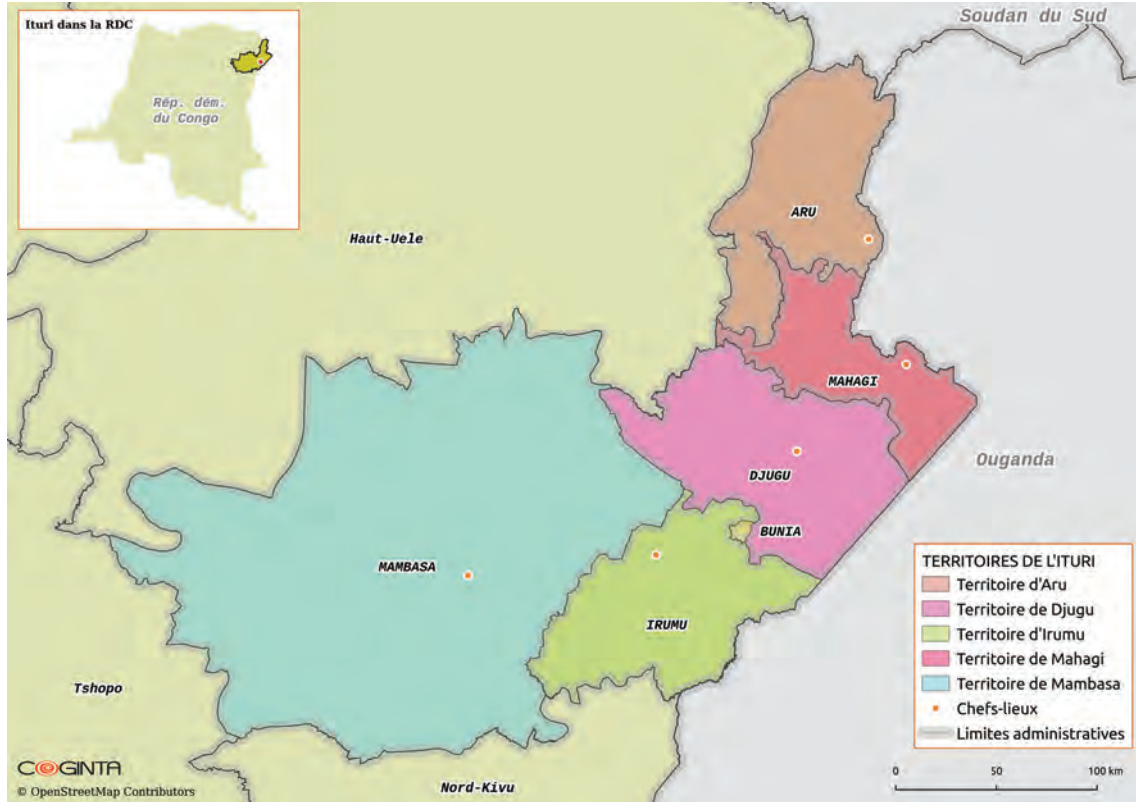 Ituri dans la RDC
Rép. dém.
du Congo
Soudan du Sud
ARU
Haut-Uele
MAHAGI
Ouganda
DJUGU
BUNIA
MAMBASA
IRUMU
Tshopo
Nord-Kivu
TERRITOIRES DE L'ITURI
Territoire d'Aru
Territoire de Djugu
Territoire d'Irumu
Territoire de Mahagi
Territoire de Mambasa
Chefs-lieux
Limites administratives
COGINTA
© OpenStreetMap Contributors
0 50 100 km